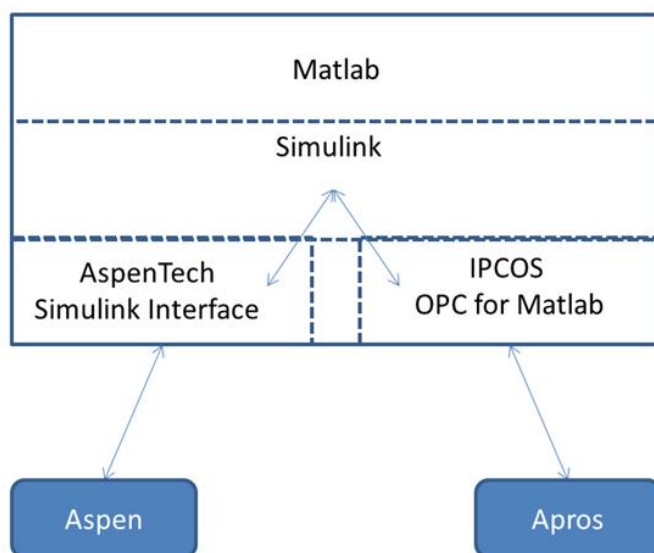 Matlab
Simulink
AspenTech
Simulink Interface
IPCOS
OPC for Matlab
Aspen
Apros